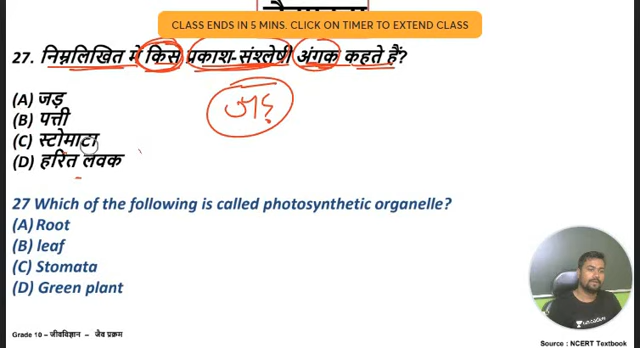 CLASS ENDS IN 5 MINS. CLICK ON TIMER TO EXTEND CLASS
27. निम्नलिखित में किस प्रकाश-संश्लेषी अंगक कहते हैं?
जड़
(A) जड़
(B) पत्ती
(C) स्टोमाटा
(D) हरित लवक
27 Which of the following is called photosynthetic organelle?
(A) Root
(B) leaf
(C) Stomata
(D) Green plant
Grade 10 – जीवविज्ञान – जैव प्रक्रम
Source : NCERT Textbook